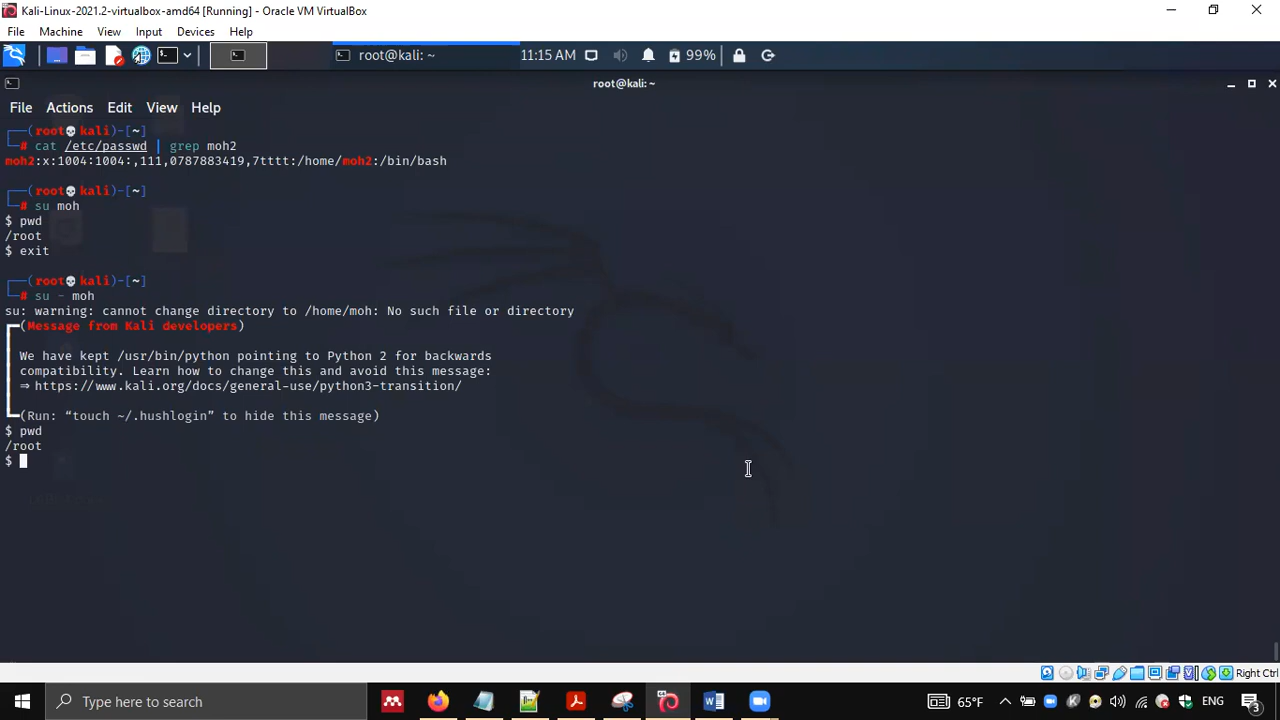 Kali-Linux-2021.2-virtualbox-amd64 [Running] - Oracle VM VirtualBox
File Machine View Input Devices Help
root@kali: ~ 11:15 AM 99%
root@kali: ~
File Actions Edit View Help
┌──(root💀kali)-[~]
└─# cat /etc/passwd | grep moh2
moh2:x:1004:1004:,111,0787883419,7tttt:/home/moh2:/bin/bash
┌──(root💀kali)-[~]
└─# su moh
$ pwd
/root
$ exit
┌──(root💀kali)-[~]
└─# su - moh
su: warning: cannot change directory to /home/moh: No such file or directory
┏━(Message from Kali developers)
┃ We have kept /usr/bin/python pointing to Python 2 for backwards
┃ compatibility. Learn how to change this and avoid this message:
┃ ⇒ https://www.kali.org/docs/general-use/python3-transition/
┗━(Run: “touch ~/.hushlogin” to hide this message)
$ pwd
/root
$
Right Ctrl
Type here to search 65°F ENG 3